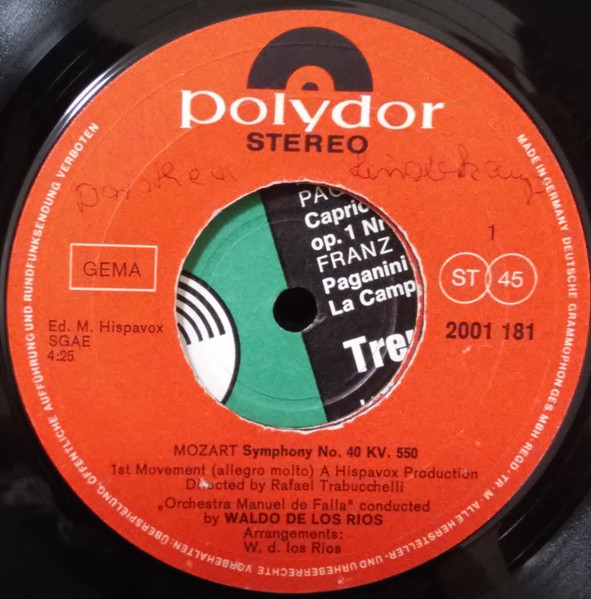 polydor
STEREO
GEMA
Ed. M. Hispavox
SGAE
4:25
1
ST 45
2001 181
PAG
Capric
op. 1 Nr
FRANZ
Paganini
La Camp
Tre
MOZART Symphony No. 40 KV. 550
1st Movement (allegro molto) A Hispavox Production
Directed by Rafael Trabucchelli
„Orchestra Manuel de Falla" conducted
by WALDO DE LOS RIOS
Arrangements:
W. d. los Rios
MADE IN GERMANY DEUTSCHE GRAMMOPHON GES. MBH REGD. TR. M. ALLE HERSTELLER- UND URHEBERRECHTE VORBEHALTEN: ÜBERSPIELUNG, ÖFFENTLICHE AUFFÜHRUNG UND RUNDFUNKSENDUNG VERBOTEN